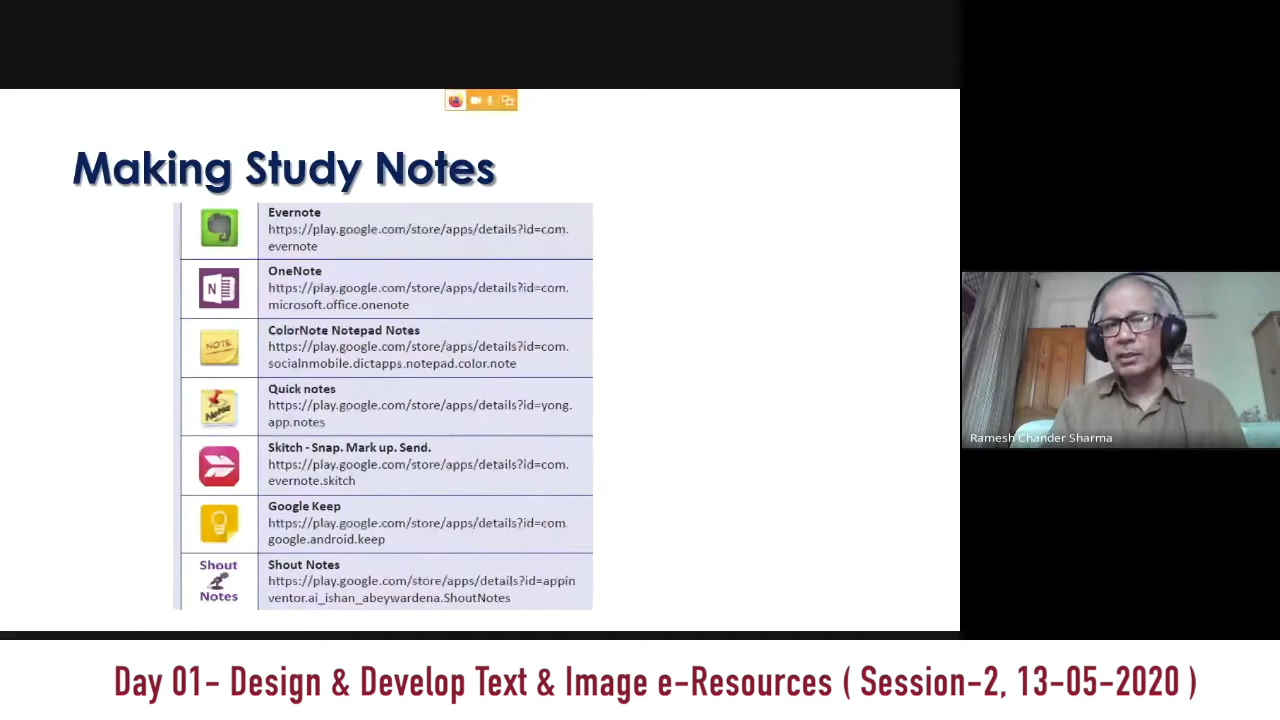 Making Study Notes
Evernote
https://play.google.com/store/apps/details?id=com.
evernote
N
OneNote
https://play.google.com/store/apps/details?id=com.
microsoft.office.onenote
NOTE
ColorNote Notepad Notes
https://play.google.com/store/apps/details?id=com.
socialnmobile.dictapps.notepad.color.note
Notes
Quick notes
https://play.google.com/store/apps/details?id=yong.
app.notes
Skitch - Snap. Mark up. Send.
https://play.google.com/store/apps/details?id=com.
evernote.skitch
Google Keep
https://play.google.com/store/apps/details?id=com.
google.android.keep
Shout
Notes
Shout Notes
https://play.google.com/store/apps/details?id=appin
ventor.ai_ishan_abeywardena.ShoutNotes
Ramesh Chander Sharma
Day 01- Design & Develop Text & Image e-Resources ( Session-2, 13-05-2020 )